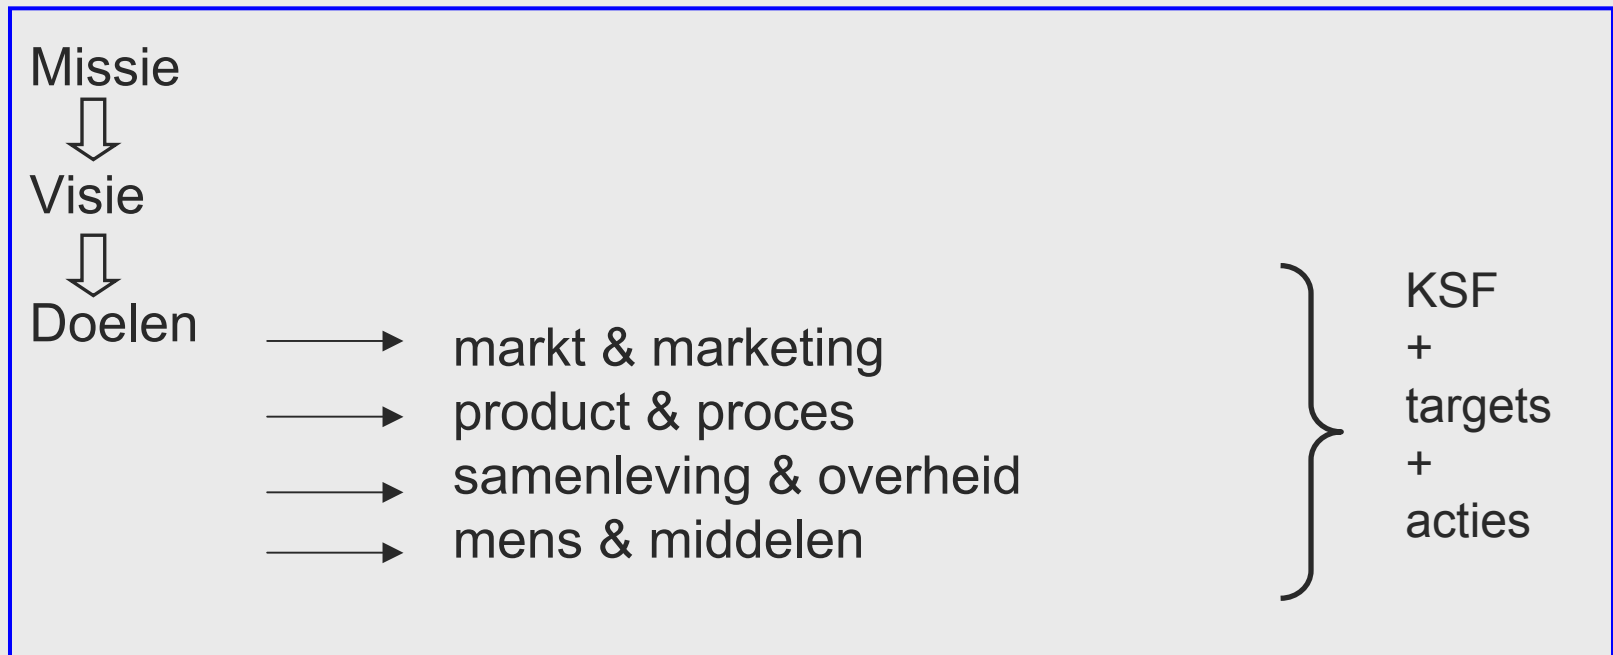 Missie
Visie
Doelen
markt & marketing
product & proces
samenleving & overheid
mens & middelen
KSF
+
targets
+
acties